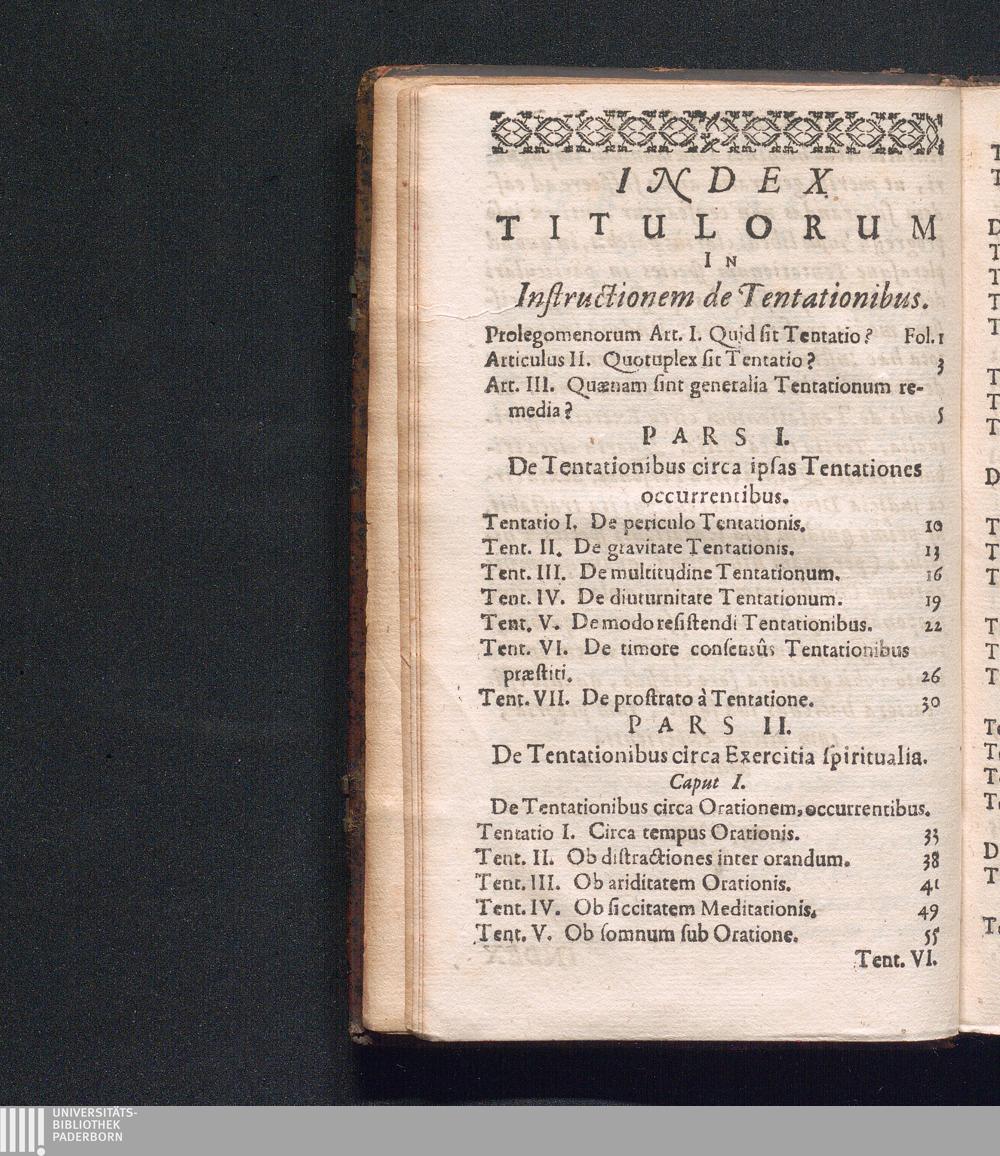 INDEX
TITULORUM
IN
Inſtructionem de Tentationibus.
Prolegomenorum Art. I. Quid ſit Tentatio? Fol. 1
Articulus II. Quotuplex ſit Tentatio? 3
Art. III. Quænam ſint generalia Tentationum re-
media? 5
PARS I.
De Tentationibus circa ipſas Tentationes
occurrentibus.
Tentatio I. De periculo Tentationis. 10
Tent. II. De gravitate Tentationis. 13
Tent. III. De multitudine Tentationum. 16
Tent. IV. De diuturnitate Tentationum. 19
Tent. V. De modo reſiſtendi Tentationibus. 22
Tent. VI. De timore conſensûs Tentationibus
præſtiti. 26
Tent. VII. De proſtrato à Tentatione. 30
PARS II.
De Tentationibus circa Exercitia ſpiritualia.
Caput I.
De Tentationibus circa Orationem, occurrentibus.
Tentatio I. Circa tempus Orationis. 33
Tent. II. Ob diſtractiones inter orandum. 38
Tent. III. Ob ariditatem Orationis. 41
Tent. IV. Ob ſiccitatem Meditationis. 49
Tent. V. Ob ſomnum ſub Oratione. 55
Tent. VI.
UNIVERSITÄTS-
BIBLIOTHEK
PADERBORN